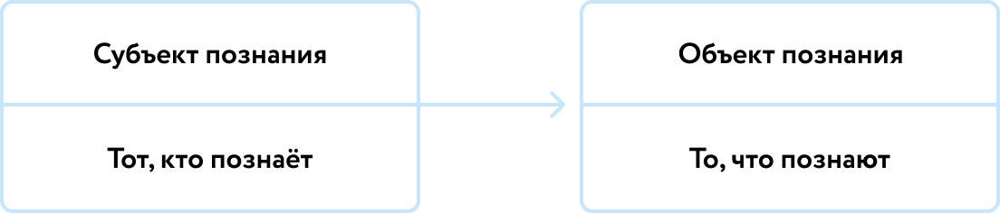 Субъект познания
Тот, кто познаёт
Объект познания
То, что познают